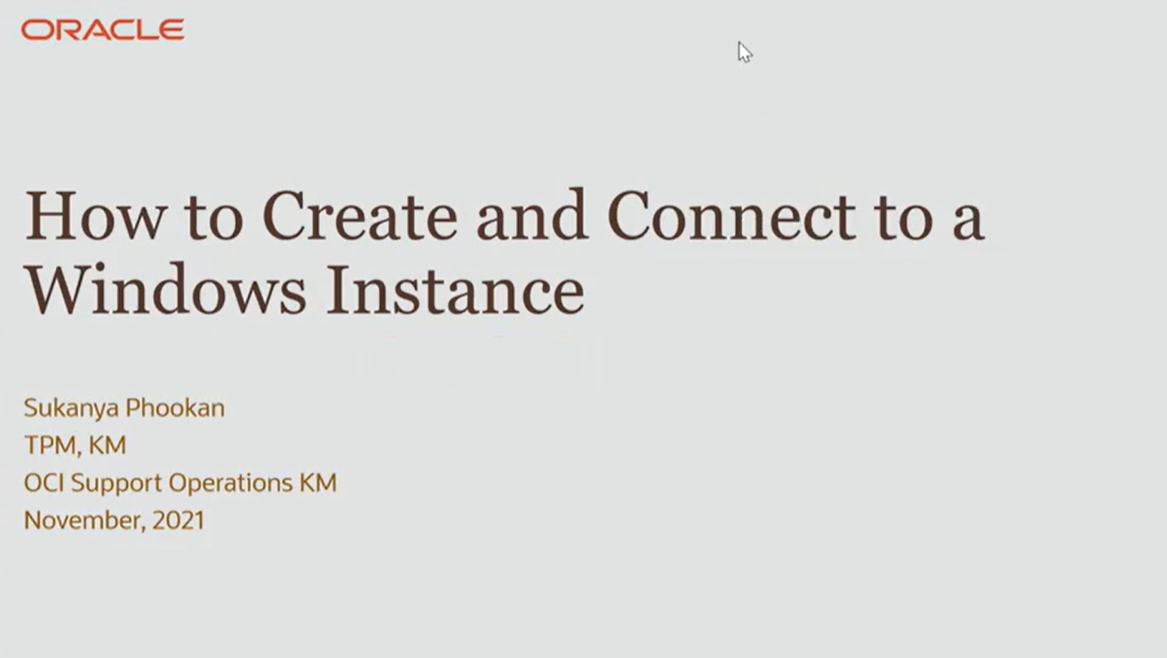 ORACLE
How to Create and Connect to a
Windows Instance
Sukanya Phookan
TPM, KM
OCI Support Operations KM
November, 2021